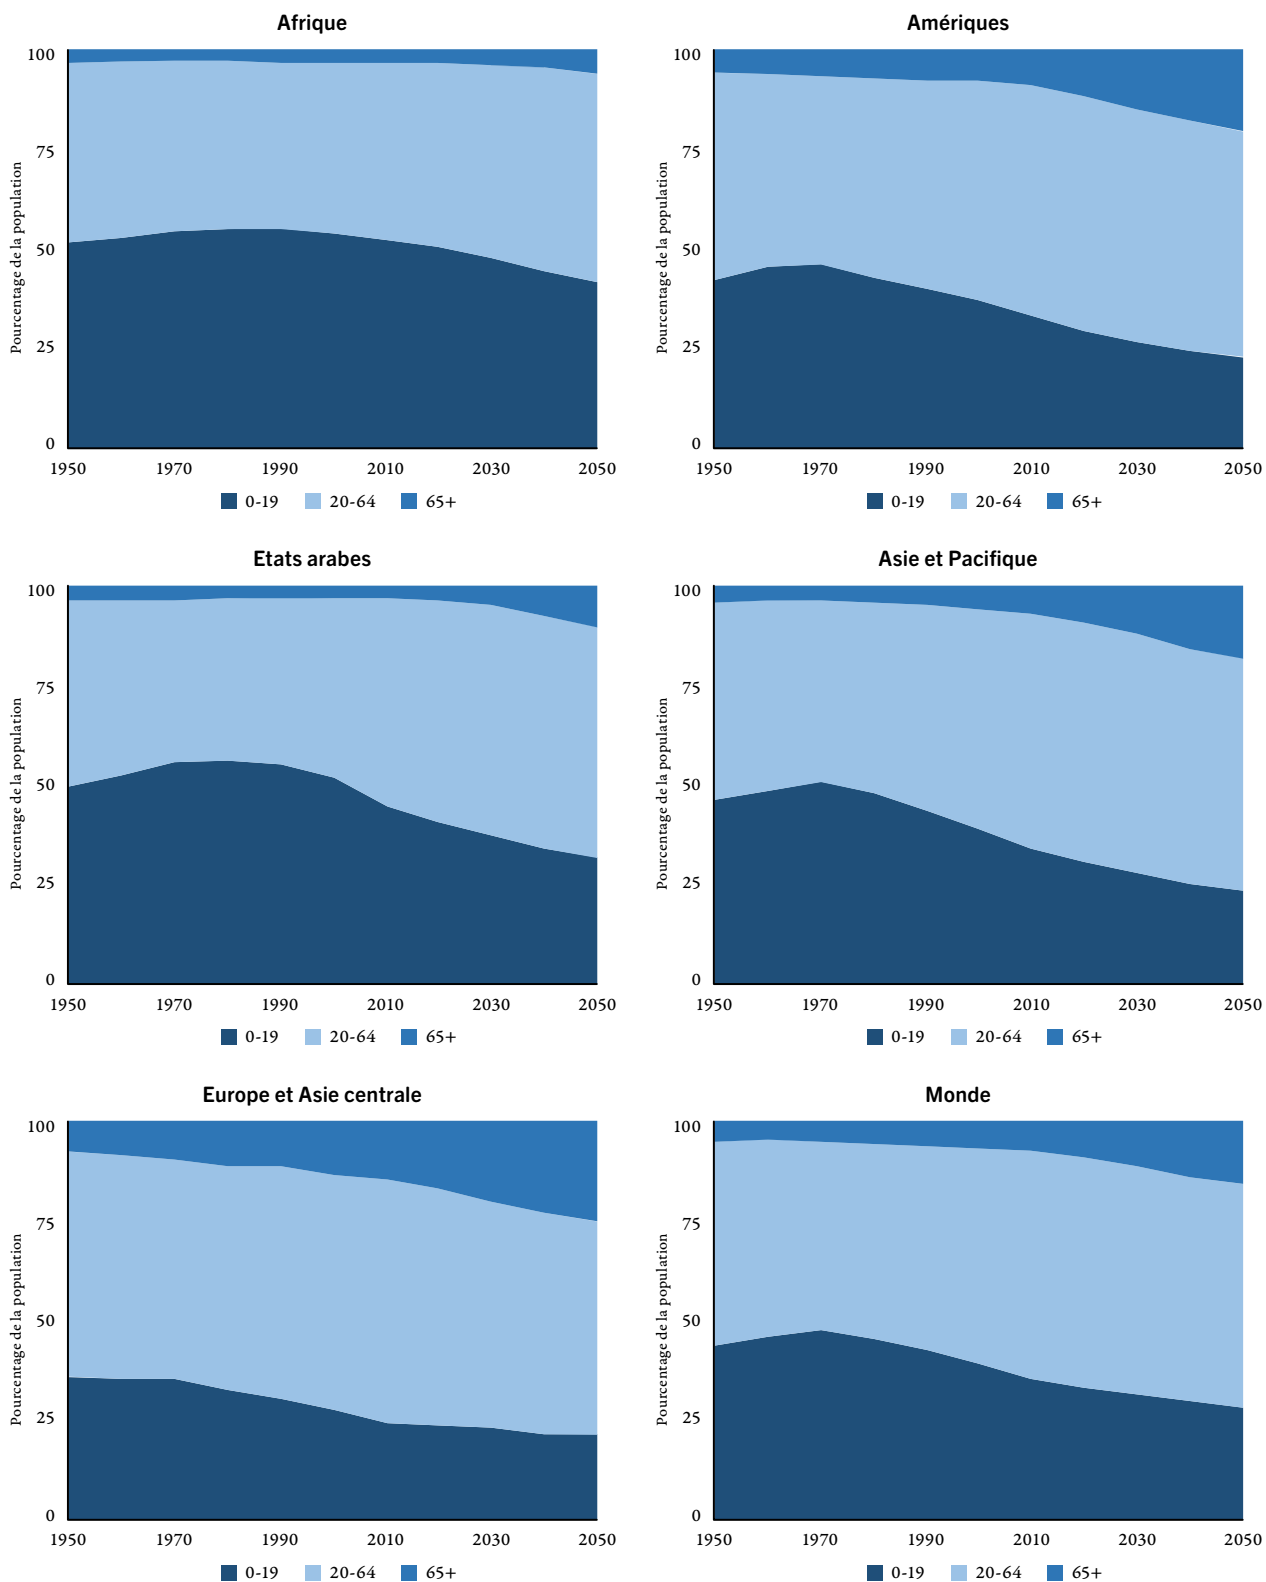 Afrique
Pourcentage de la population
100
75
50
25
0
1950 1970 1990 2010 2030 2050
0-19 20-64 65+
Amériques
Pourcentage de la population
100
75
50
25
0
1950 1970 1990 2010 2030 2050
0-19 20-64 65+
Etats arabes
Pourcentage de la population
100
75
50
25
0
1950 1970 1990 2010 2030 2050
0-19 20-64 65+
Asie et Pacifique
Pourcentage de la population
100
75
50
25
0
1950 1970 1990 2010 2030 2050
0-19 20-64 65+
Europe et Asie centrale
Pourcentage de la population
100
75
50
25
0
1950 1970 1990 2010 2030 2050
0-19 20-64 65+
Monde
Pourcentage de la population
100
75
50
25
0
1950 1970 1990 2010 2030 2050
0-19 20-64 65+